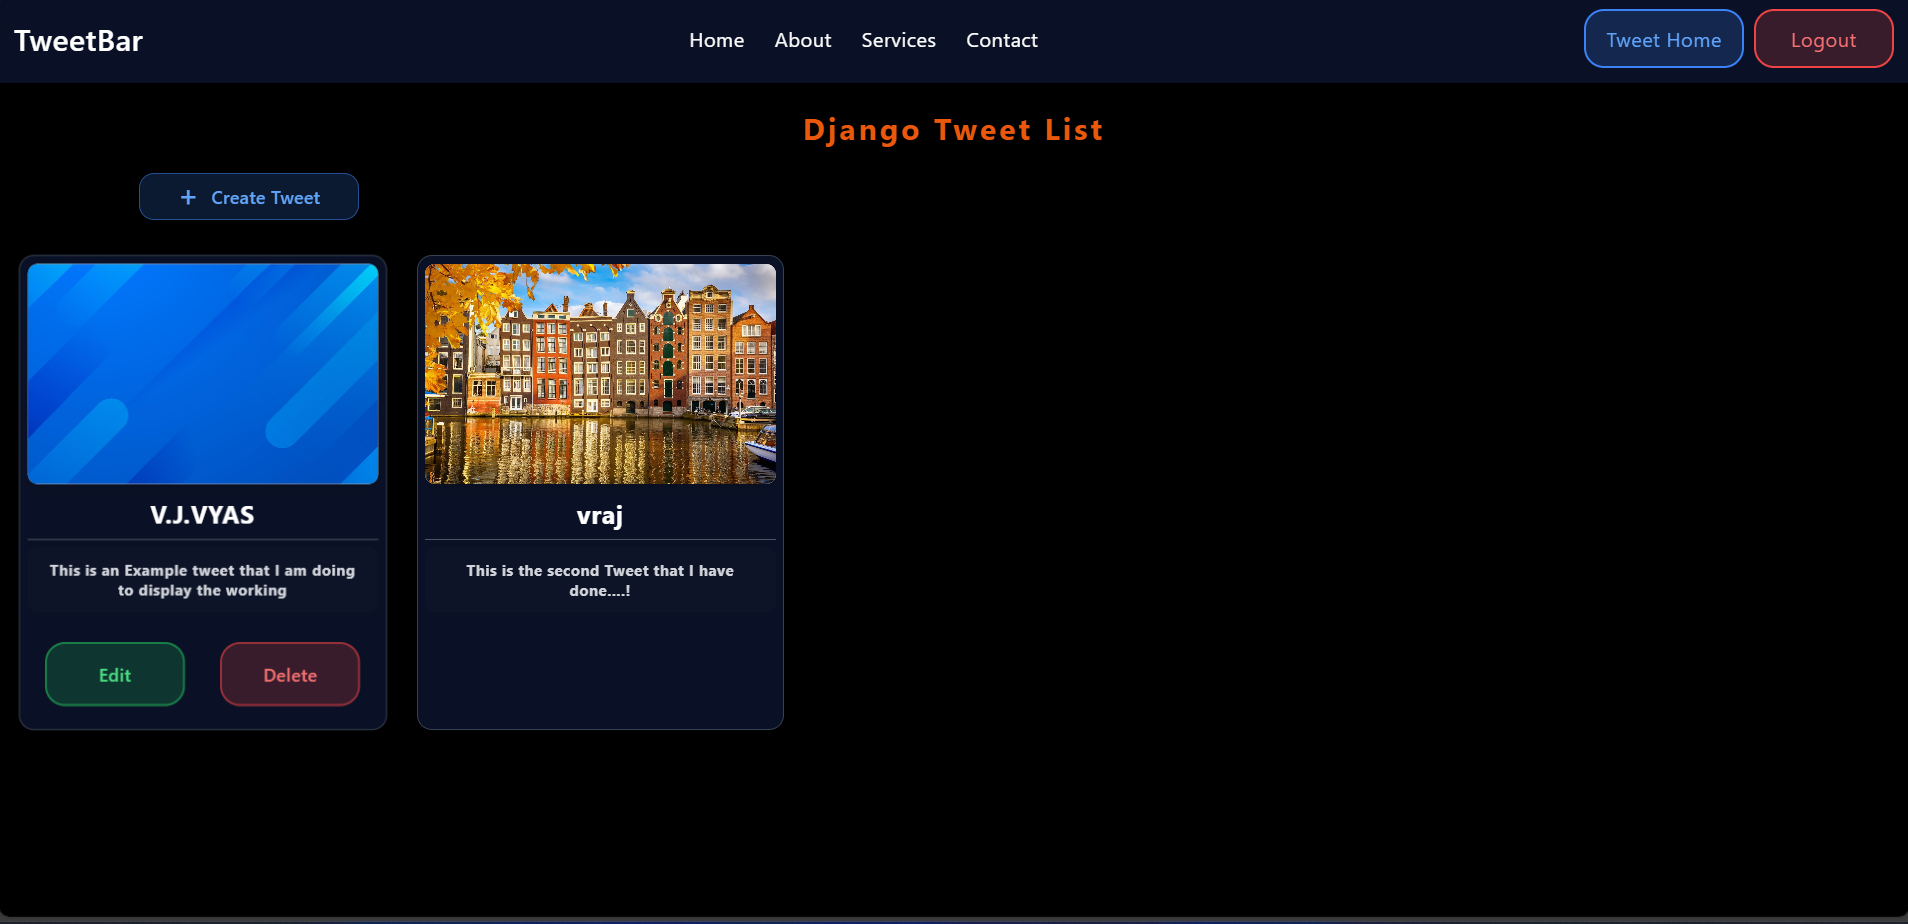 TweetBar
Home
About
Services
Contact
Tweet Home
Logout
Django Tweet List
+ Create Tweet
V.J.VYAS
This is an Example tweet that I am doing
to display the working
Edit
Delete
vraj
This is the second Tweet that I have
done....!